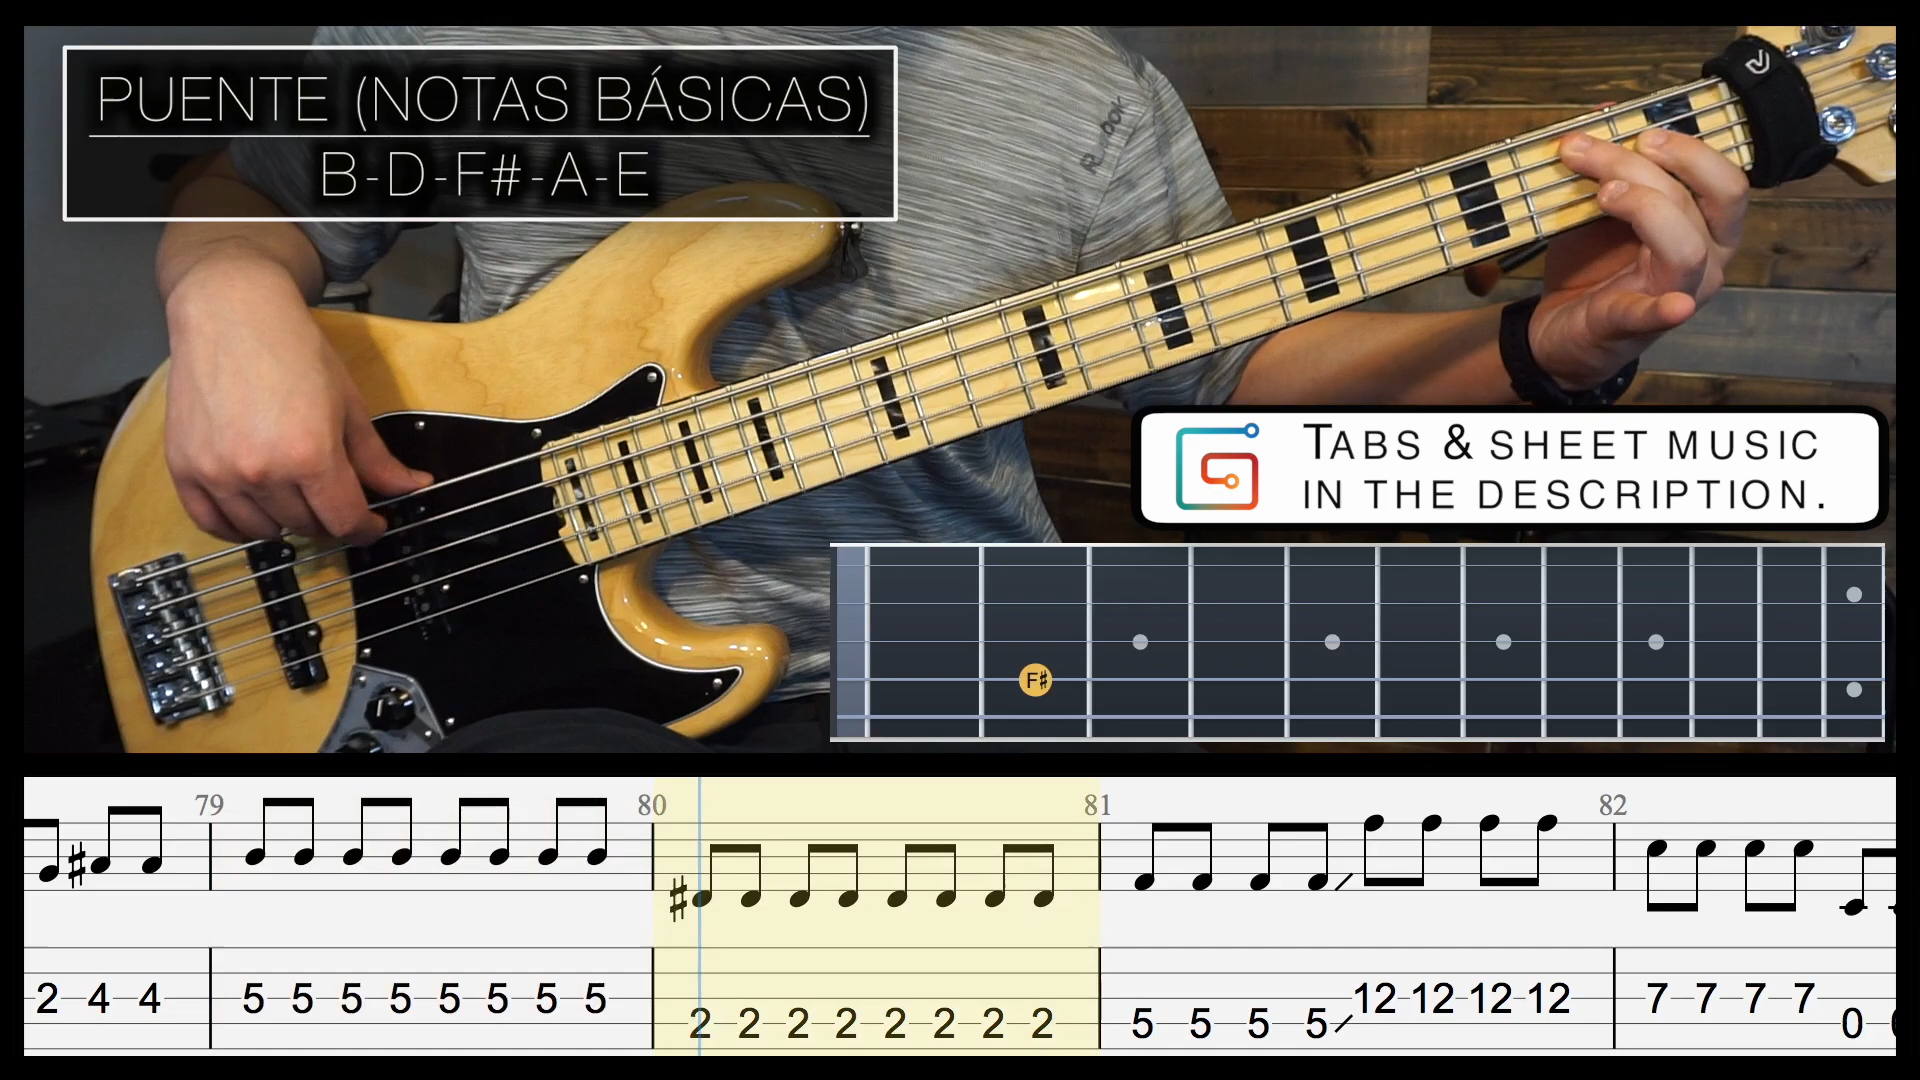 PUENTE (NOTAS BÁSICAS)
B-D-F#-A-E
TABS & SHEET MUSIC
IN THE DESCRIPTION.
F♯
79 80 81 82
2 4 4 5 5 5 5 5 5 5 5 2 2 2 2 2 2 2 2 5 5 5 5 12 12 12 12 7 7 7 7 0